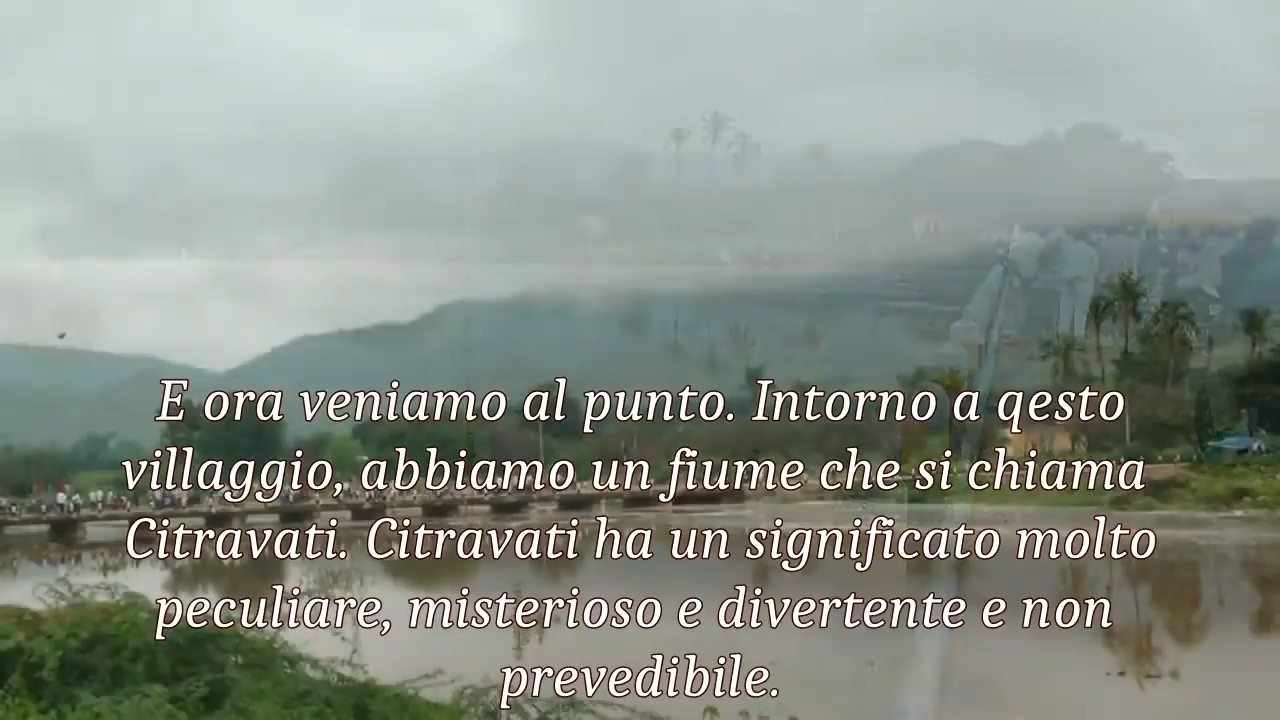 E ora veniamo al punto. Intorno a qesto
villaggio, abbiamo un fiume che si chiama
Citravati. Citravati ha un significato molto
peculiare, misterioso e divertente e non
prevedibile.